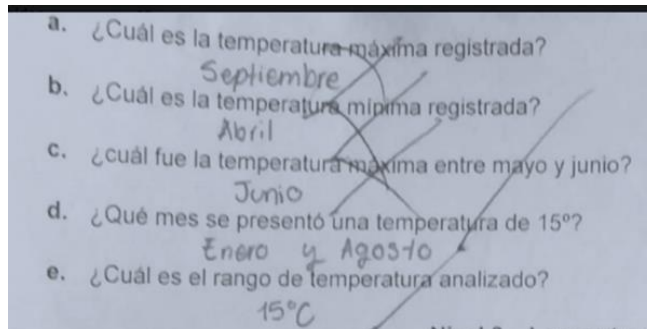 a. ¿Cuál es la temperatura máxima registrada?
Septiembre
b. ¿Cuál es la temperatura mínima registrada?
Abril
c. ¿cuál fue la temperatura máxima entre mayo y junio?
Junio
d. ¿Qué mes se presentó una temperatura de 15º?
Enero y Agosto
e. ¿Cuál es el rango de temperatura analizado?
15°C